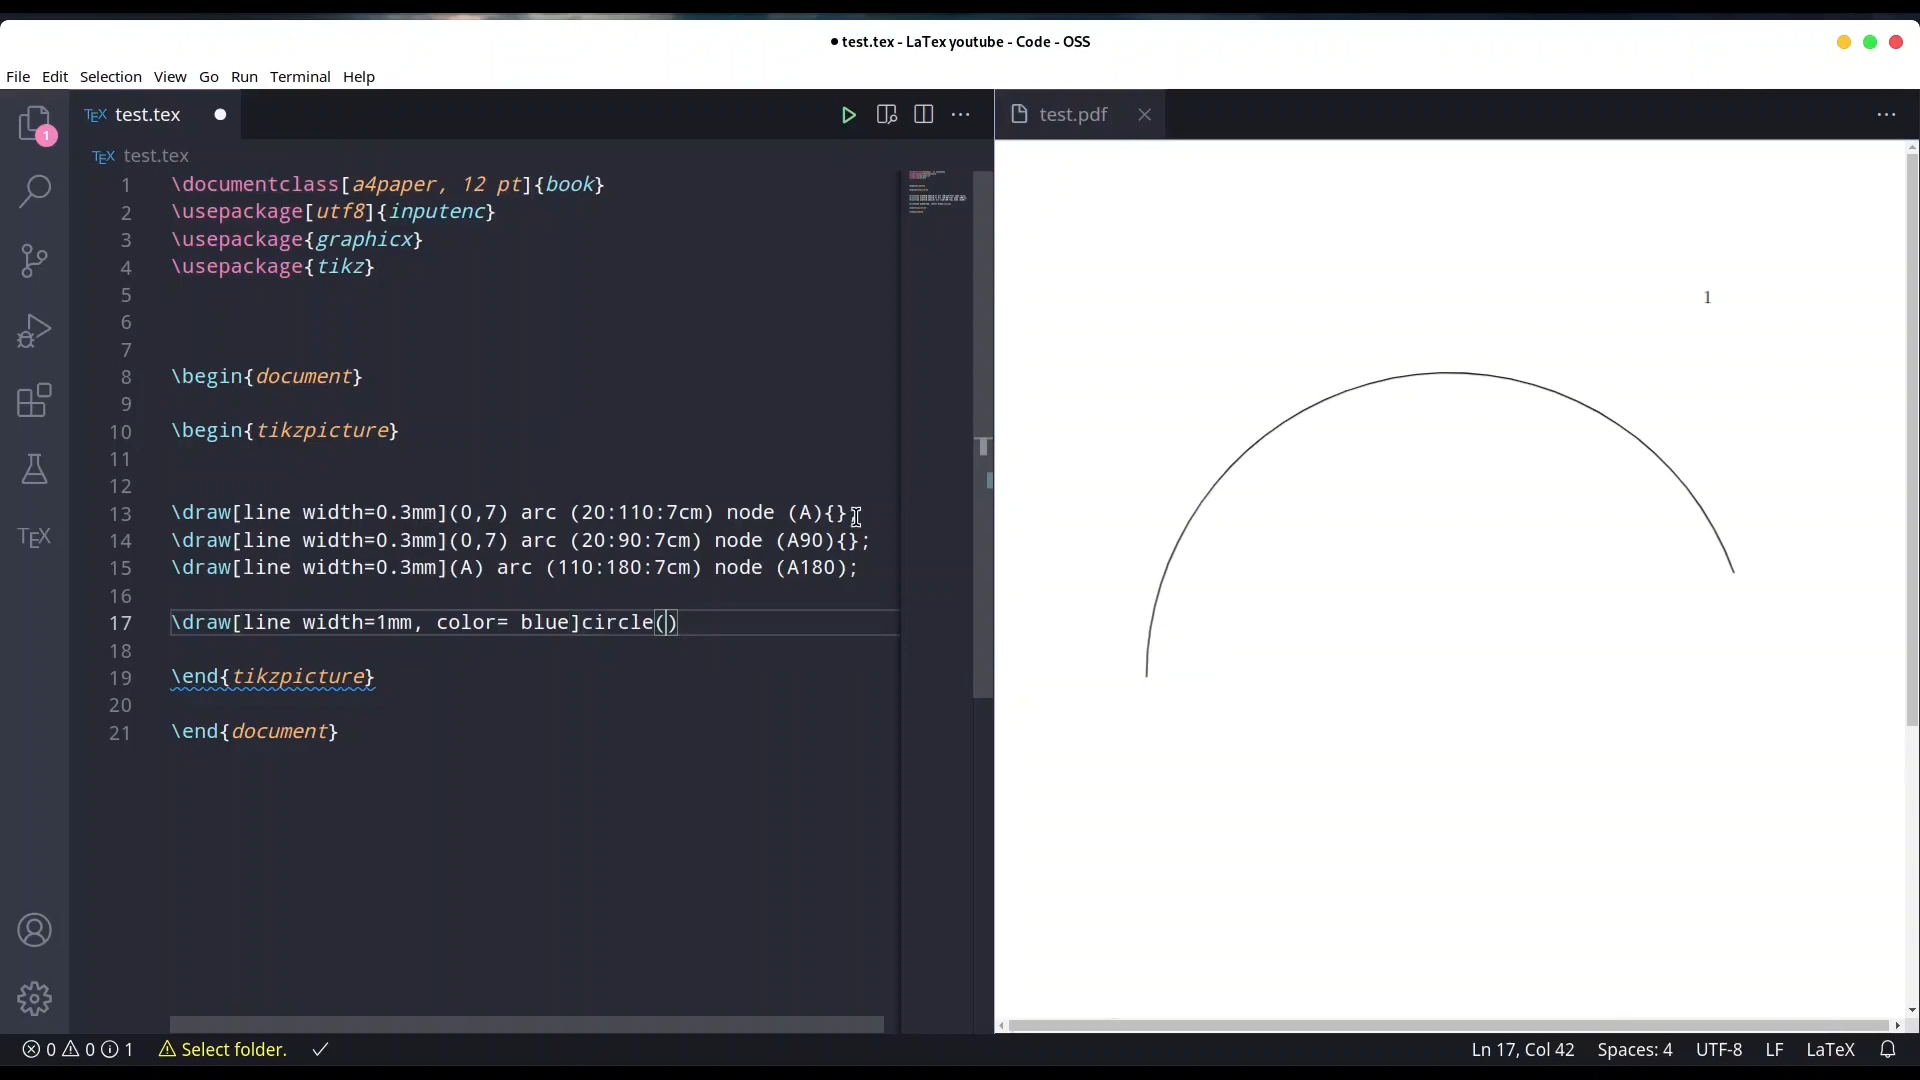 ● test.tex - LaTex youtube - Code - OSS
File Edit Selection View Go Run Terminal Help
TEX test.tex ●
test.pdf
1
TEX test.tex
1 \documentclass[a4paper, 12 pt]{book}
2 \usepackage[utf8]{inputenc}
3 \usepackage{graphicx}
4 \usepackage{tikz}
5
6
7
8 \begin{document}
9
10 \begin{tikzpicture}
11
12
13 \draw[line width=0.3mm](0,7) arc (20:110:7cm) node (A){};
14 \draw[line width=0.3mm](0,7) arc (20:90:7cm) node (A90){};
15 \draw[line width=0.3mm](A) arc (110:180:7cm) node (A180);
16
17 \draw[line width=1mm, color= blue]circle()
18
19 \end{tikzpicture}
20
21 \end{document}
TEX
1
0 0 1 Select folder. ✓
Ln 17, Col 42 Spaces: 4 UTF-8 LF LaTeX